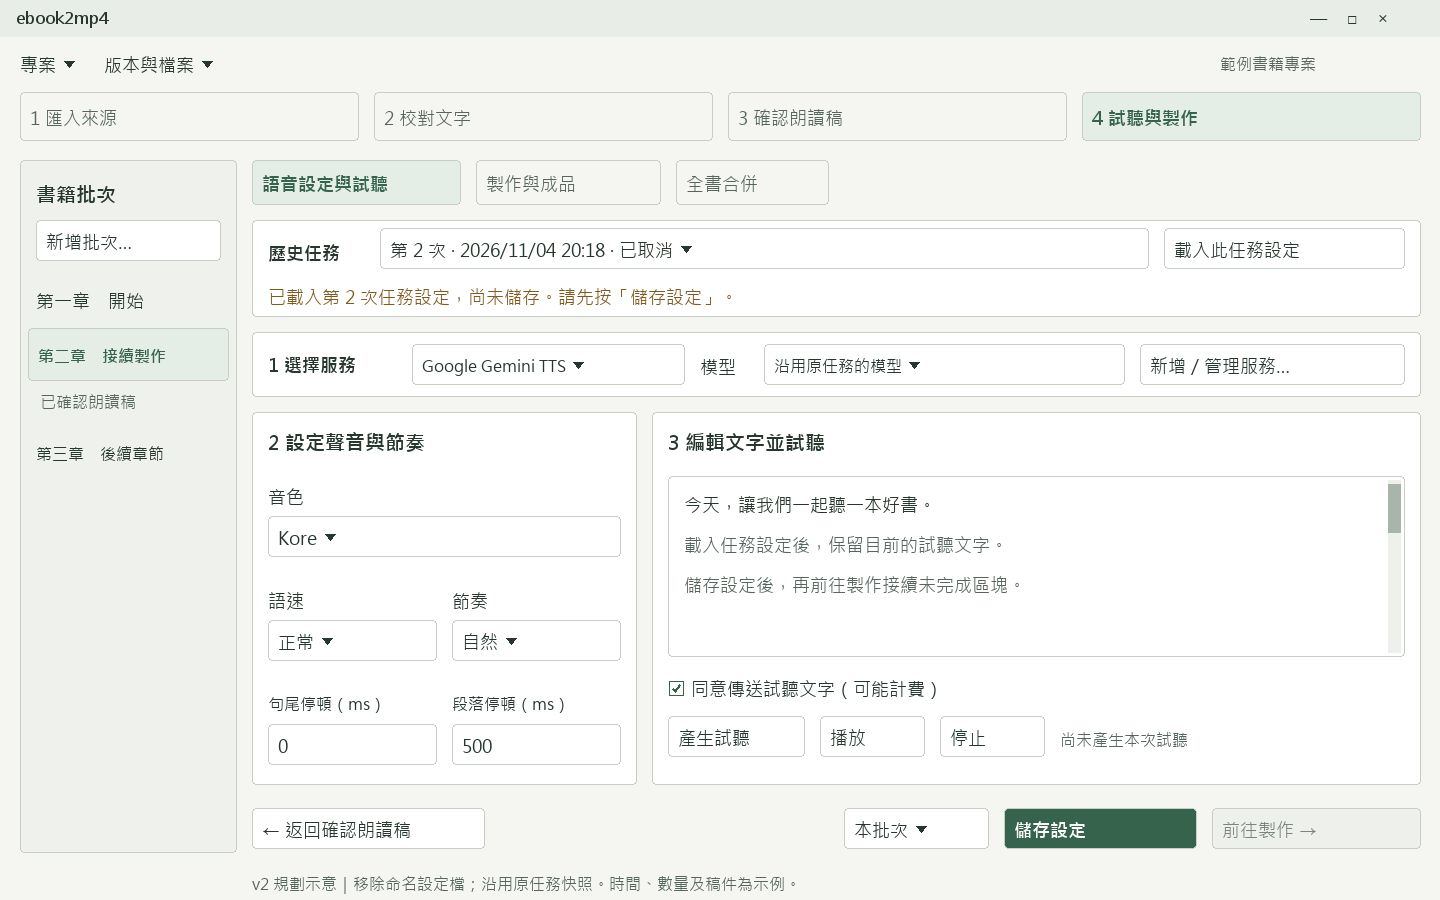 ebook2mp4
專案 ▼ 版本與檔案 ▼ 範例書籍專案
1 匯入來源 2 校對文字 3 確認朗讀稿 4 試聽與製作
書籍批次
新增批次...
第一章 開始
第二章 接續製作
已確認朗讀稿
第三章 後續章節
語音設定與試聽 製作與成品 全書合併
歷史任務 第 2 次 · 2026/11/04 20:18 · 已取消 ▼ 載入此任務設定
已載入第 2 次任務設定，尚未儲存。請先按「儲存設定」。
1 選擇服務 Google Gemini TTS ▼ 模型 沿用原任務的模型 ▼ 新增 / 管理服務...
2 設定聲音與節奏
音色
Kore ▼
語速 節奏
正常 ▼ 自然 ▼
句尾停頓（ms） 段落停頓（ms）
0 500
3 編輯文字並試聽
今天，讓我們一起聽一本好書。
載入任務設定後，保留目前的試聽文字。
儲存設定後，再前往製作接續未完成區塊。
同意傳送試聽文字（可能計費）
產生試聽 播放 停止 尚未產生本次試聽
← 返回確認朗讀稿 本批次 ▼ 儲存設定 前往製作 →
v2 規劃示意｜移除命名設定檔；沿用原任務快照。時間、數量及稿件為示例。